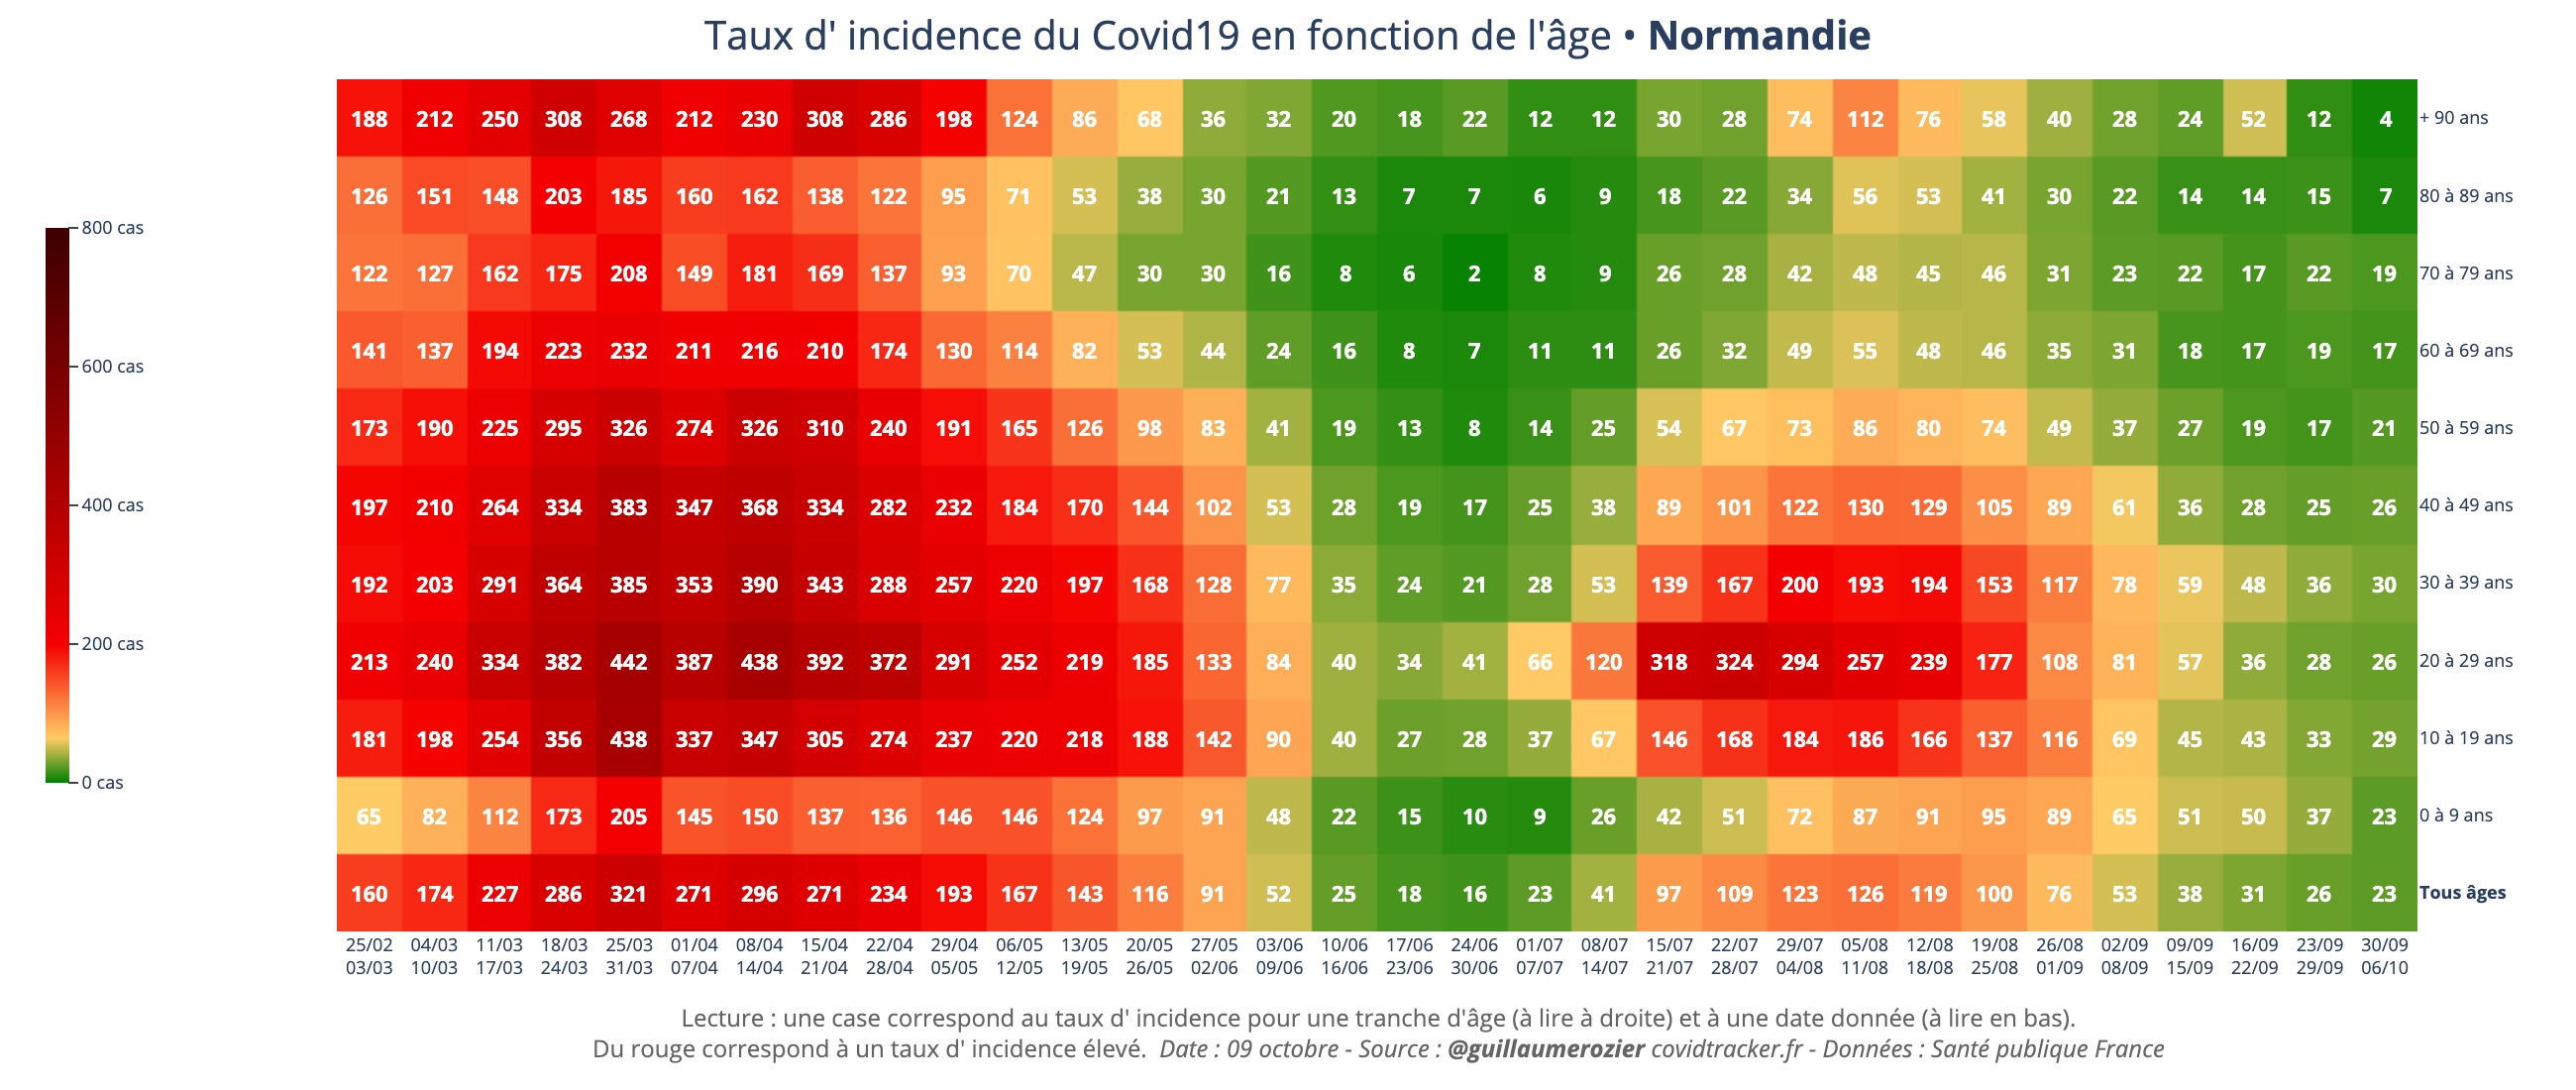 Taux d' incidence du Covid19 en fonction de l'âge • Normandie
188 212 250 308 268 212 230 308 286 198 124 86 68 36 32 20 18 22 12 12 30 28 74 112 76 58 40 28 24 52 12 4 + 90 ans
126 151 148 203 185 160 162 138 122 95 71 53 38 30 21 13 7 7 6 9 18 22 34 56 53 41 30 22 14 14 15 7 80 à 89 ans
800 cas
122 127 162 175 208 149 181 169 137 93 70 47 30 30 16 8 6 2 8 9 26 28 42 48 45 46 31 23 22 17 22 19 70 à 79 ans
141 137 194 223 232 211 216 210 174 130 114 82 53 44 24 16 8 7 11 11 26 32 49 55 48 46 35 31 18 17 19 17 60 à 69 ans
600 cas
173 190 225 295 326 274 326 310 240 191 165 126 98 83 41 19 13 8 14 25 54 67 73 86 80 74 49 37 27 19 17 21 50 à 59 ans
400 cas
197 210 264 334 383 347 368 334 282 232 184 170 144 102 53 28 19 17 25 38 89 101 122 130 129 105 89 61 36 28 25 26 40 à 49 ans
192 203 291 364 385 353 390 343 288 257 220 197 168 128 77 35 24 21 28 53 139 167 200 193 194 153 117 78 59 48 36 30 30 à 39 ans
200 cas
213 240 334 382 442 387 438 392 372 291 252 219 185 133 84 40 34 41 66 120 318 324 294 257 239 177 108 81 57 36 28 26 20 à 29 ans
181 198 254 356 438 337 347 305 274 237 220 218 188 142 90 40 27 28 37 67 146 168 184 186 166 137 116 69 45 43 33 29 10 à 19 ans
0 cas
65 82 112 173 205 145 150 137 136 146 146 124 97 91 48 22 15 10 9 26 42 51 72 87 91 95 89 65 51 50 37 23 0 à 9 ans
160 174 227 286 321 271 296 271 234 193 167 143 116 91 52 25 18 16 23 41 97 109 123 126 119 100 76 53 38 31 26 23 Tous âges
25/02 04/03 11/03 18/03 25/03 01/04 08/04 15/04 22/04 29/04 06/05 13/05 20/05 27/05 03/06 10/06 17/06 24/06 01/07 08/07 15/07 22/07 29/07 05/08 12/08 19/08 26/08 02/09 09/09 16/09 23/09 30/09
03/03 10/03 17/03 24/03 31/03 07/04 14/04 21/04 28/04 05/05 12/05 19/05 26/05 02/06 09/06 16/06 23/06 30/06 07/07 14/07 21/07 28/07 04/08 11/08 18/08 25/08 01/09 08/09 15/09 22/09 29/09 06/10
Lecture : une case correspond au taux d' incidence pour une tranche d'âge (à lire à droite) et à une date donnée (à lire en bas).
Du rouge correspond à un taux d' incidence élevé. Date : 09 octobre - Source : @guillaumerozier covidtracker.fr - Données : Santé publique France